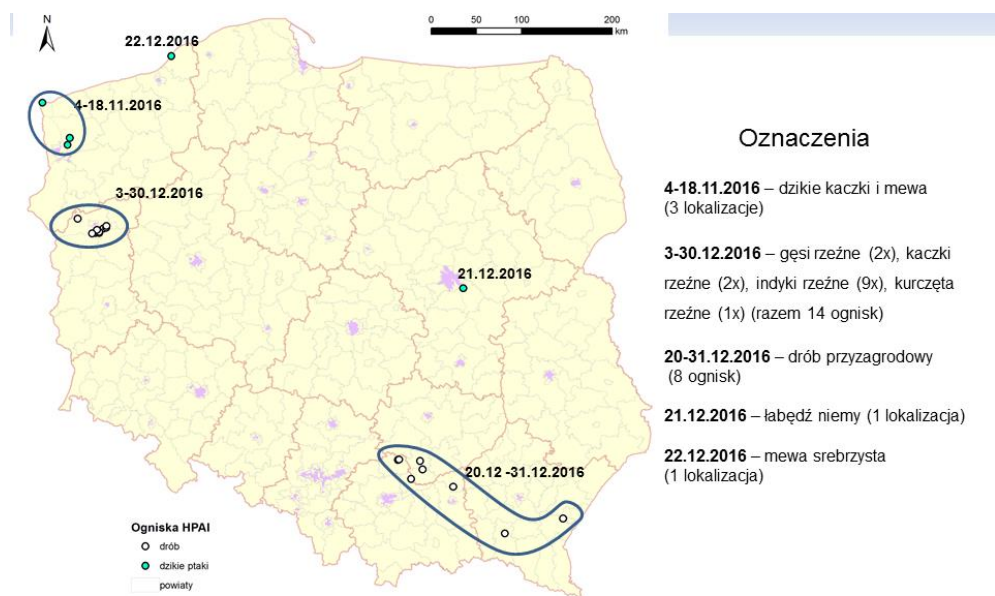 N
0 50 100 200
km
22.12.2016
4-18.11.2016
3-30.12.2016
21.12.2016
20.12 -31.12.2016
Ogniska HPAI
drób
dzikie ptaki
powiaty
Oznaczenia
4-18.11.2016 – dzikie kaczki i mewa
(3 lokalizacje)
3-30.12.2016 – gęsi rzeźne (2x), kaczki
rzeźne (2x), indyki rzeźne (9x), kurczęta
rzeźne (1x) (razem 14 ognisk)
20-31.12.2016 – drób przyzagrodowy
(8 ognisk)
21.12.2016 – łabędź niemy (1 lokalizacja)
22.12.2016 – mewa srebrzysta
(1 lokalizacja)